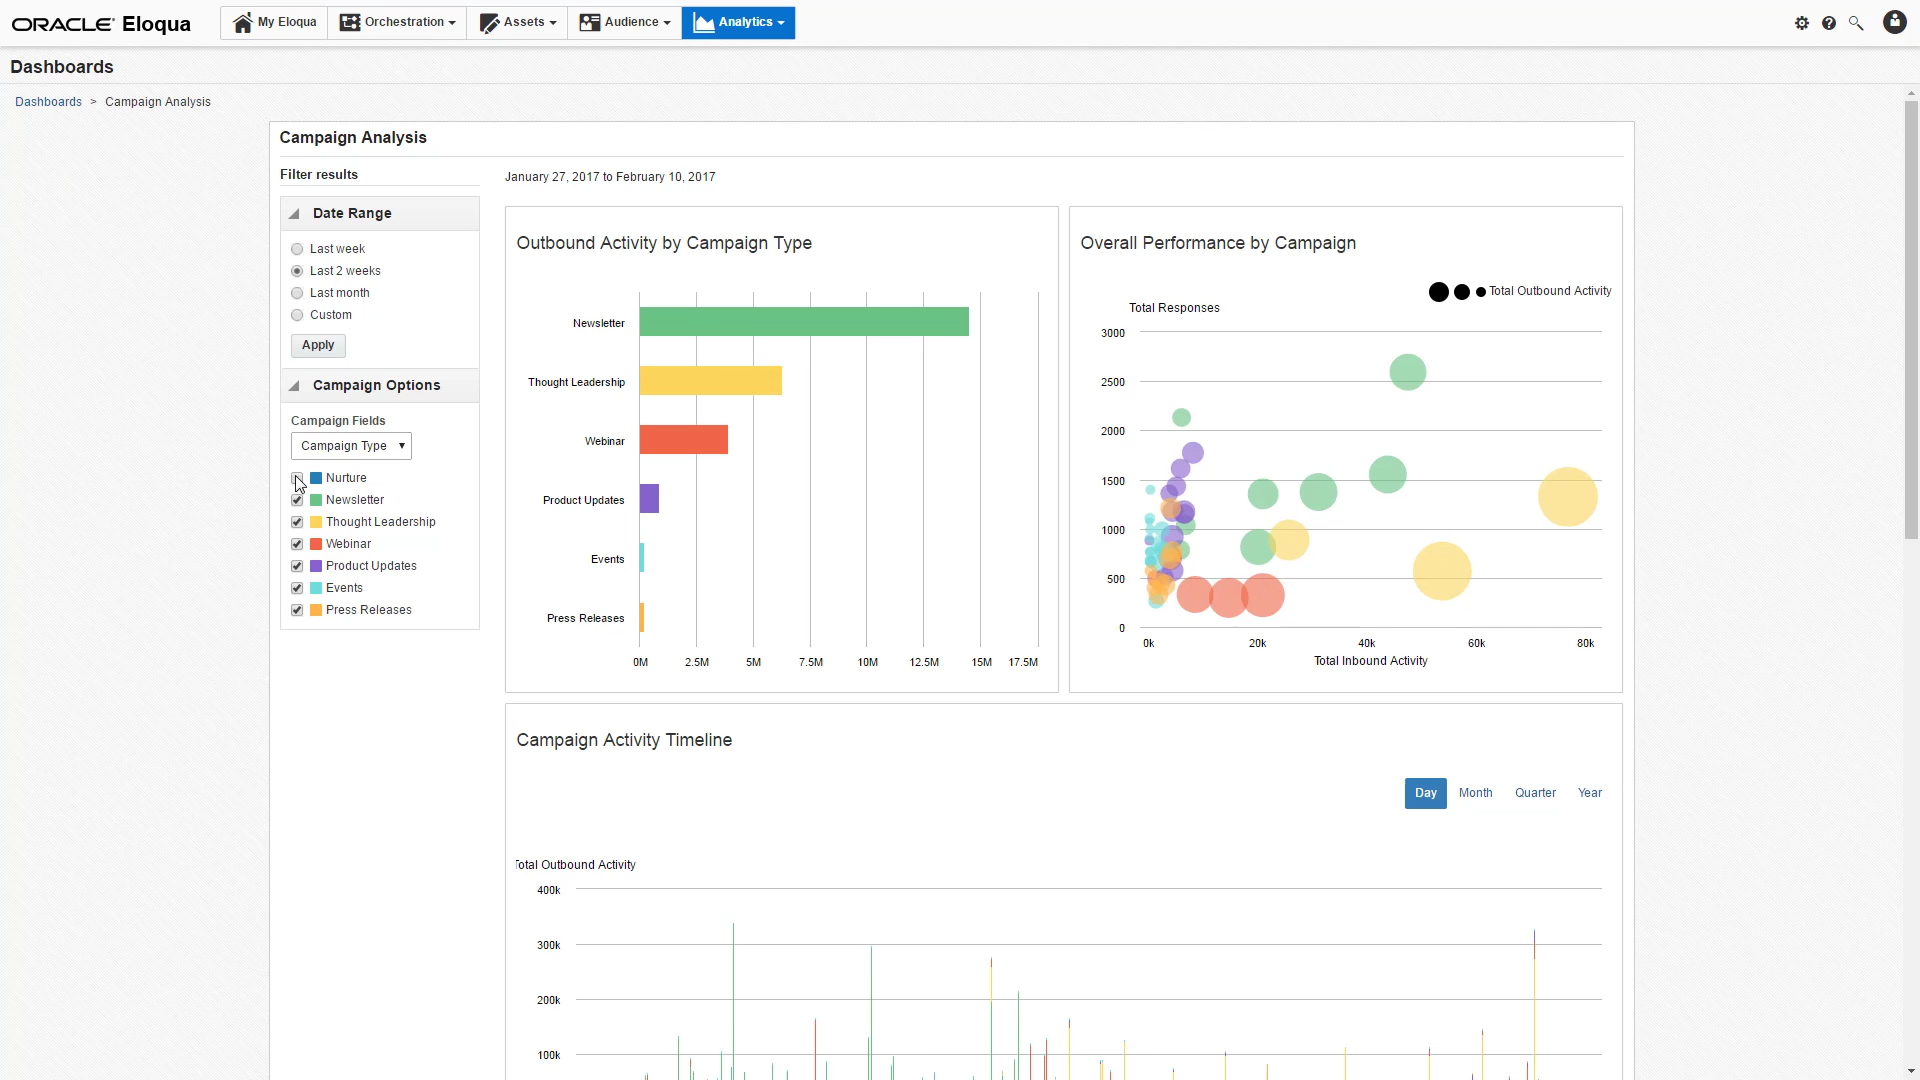 ORACLE Eloqua
My Eloqua
Orchestration
Assets
Audience
Analytics
Dashboards
Dashboards > Campaign Analysis
Campaign Analysis
Filter results
Date Range
Last week
Last 2 weeks
Last month
Custom
Apply
Campaign Options
Campaign Fields
Campaign Type
Nurture
Newsletter
Thought Leadership
Webinar
Product Updates
Events
Press Releases
January 27, 2017 to February 10, 2017
Outbound Activity by Campaign Type
Newsletter
Thought Leadership
Webinar
Product Updates
Events
Press Releases
0M 2.5M 5M 7.5M 10M 12.5M 15M 17.5M
Overall Performance by Campaign
Total Outbound Activity
Total Responses
3000
2500
2000
1500
1000
500
0
0k 20k 40k 60k 80k
Total Inbound Activity
Campaign Activity Timeline
Day Month Quarter Year
Total Outbound Activity
400k
300k
200k
100k